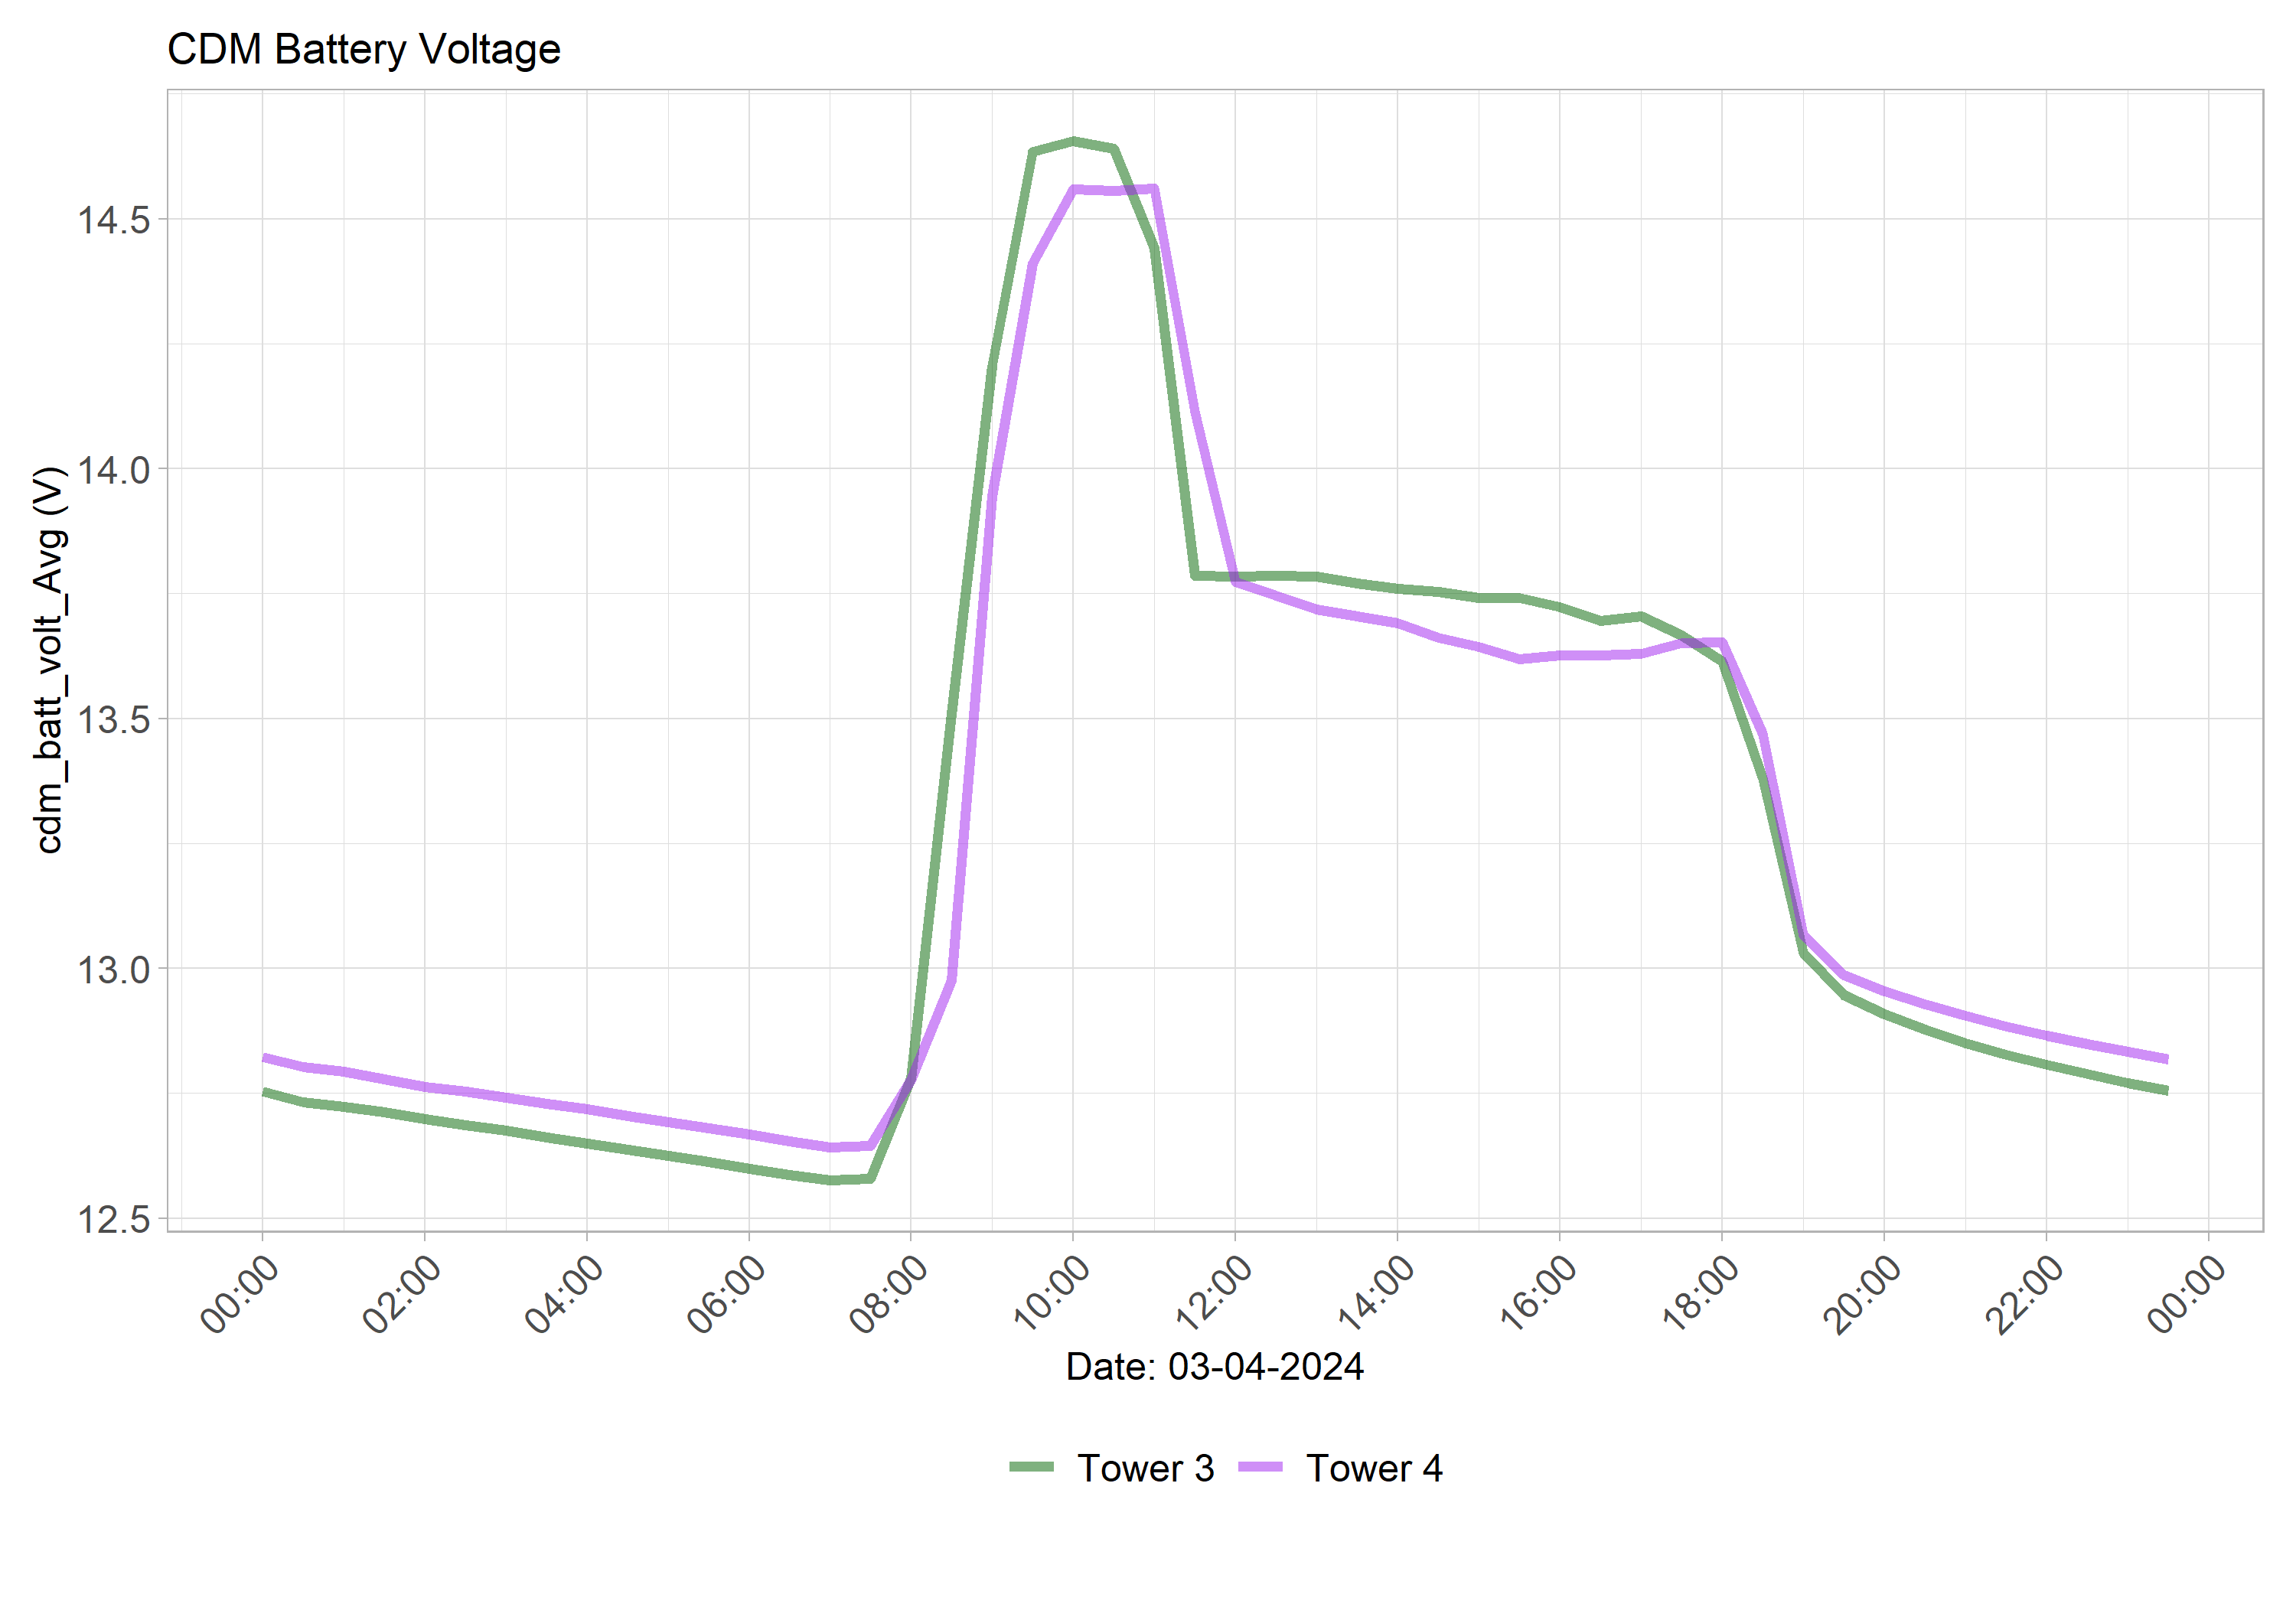 CDM Battery Voltage
cdm_batt_volt_Avg (V)
14.5
14.0
13.5
13.0
12.5
00:00 02:00 04:00 06:00 08:00 10:00 12:00 14:00 16:00 18:00 20:00 22:00 00:00
Date: 03-04-2024
Tower 3 Tower 4